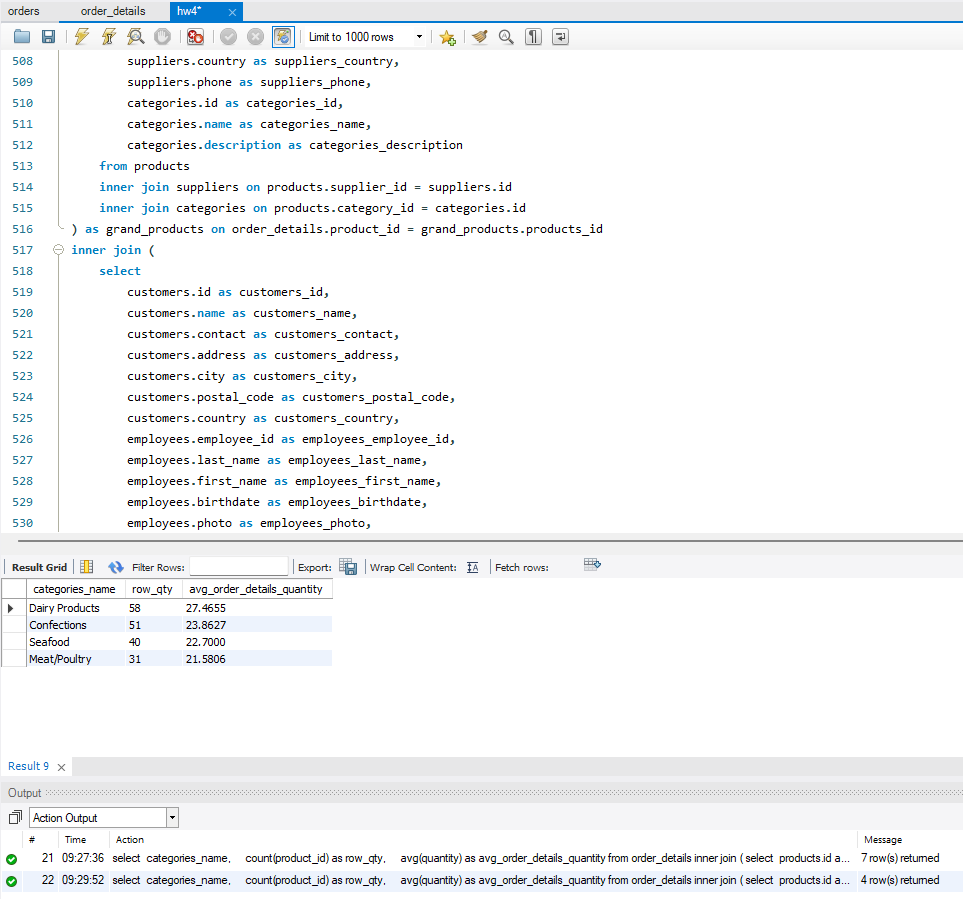 orders order_details hw4*
Limit to 1000 rows
508 suppliers.country as suppliers_country,
509 suppliers.phone as suppliers_phone,
510 categories.id as categories_id,
511 categories.name as categories_name,
512 categories.description as categories_description
513 from products
514 inner join suppliers on products.supplier_id = suppliers.id
515 inner join categories on products.category_id = categories.id
516 ) as grand_products on order_details.product_id = grand_products.products_id
517 inner join (
518 select
519 customers.id as customers_id,
520 customers.name as customers_name,
521 customers.contact as customers_contact,
522 customers.address as customers_address,
523 customers.city as customers_city,
524 customers.postal_code as customers_postal_code,
525 customers.country as customers_country,
526 employees.employee_id as employees_employee_id,
527 employees.last_name as employees_last_name,
528 employees.first_name as employees_first_name,
529 employees.birthdate as employees_birthdate,
530 employees.photo as employees_photo,
Result Grid Filter Rows: Export: Wrap Cell Content: Fetch rows:
categories_name row_qty avg_order_details_quantity
Dairy Products 58 27.4655
Confections 51 23.8627
Seafood 40 22.7000
Meat/Poultry 31 21.5806
Result 9
Output
Action Output
# Time Action Message
21 09:27:36 select categories_name, count(product_id) as row_qty, avg(quantity) as avg_order_details_quantity from order_details inner join ( select products.id a... 7 row(s) returned
22 09:29:52 select categories_name, count(product_id) as row_qty, avg(quantity) as avg_order_details_quantity from order_details inner join ( select products.id a... 4 row(s) returned